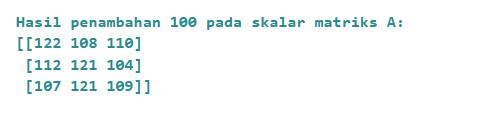 Hasil penambahan 100 pada skalar matriks A:
[[122 108 110]
 [112 121 104]
 [107 121 109]]